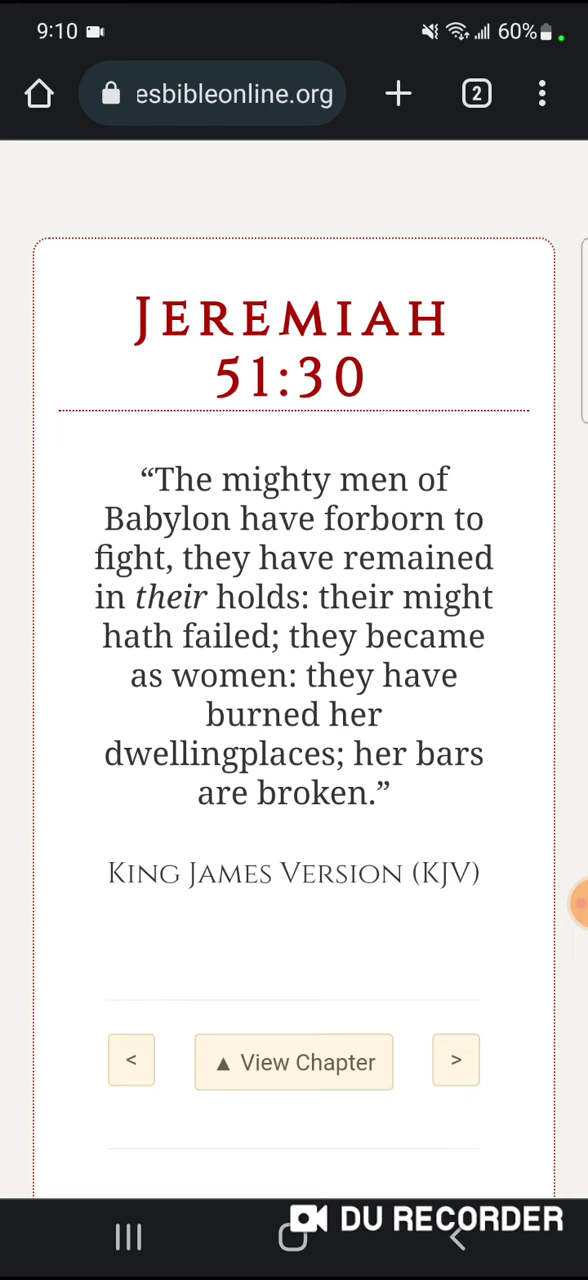 9:10 60%
esbibleonline.org + 2
JEREMIAH
51:30
“The mighty men of
Babylon have forborn to
fight, they have remained
in their holds: their might
hath failed; they became
as women: they have
burned her
dwellingplaces; her bars
are broken.”
KING JAMES VERSION (KJV)
< ▲ View Chapter >
DU RECORDER